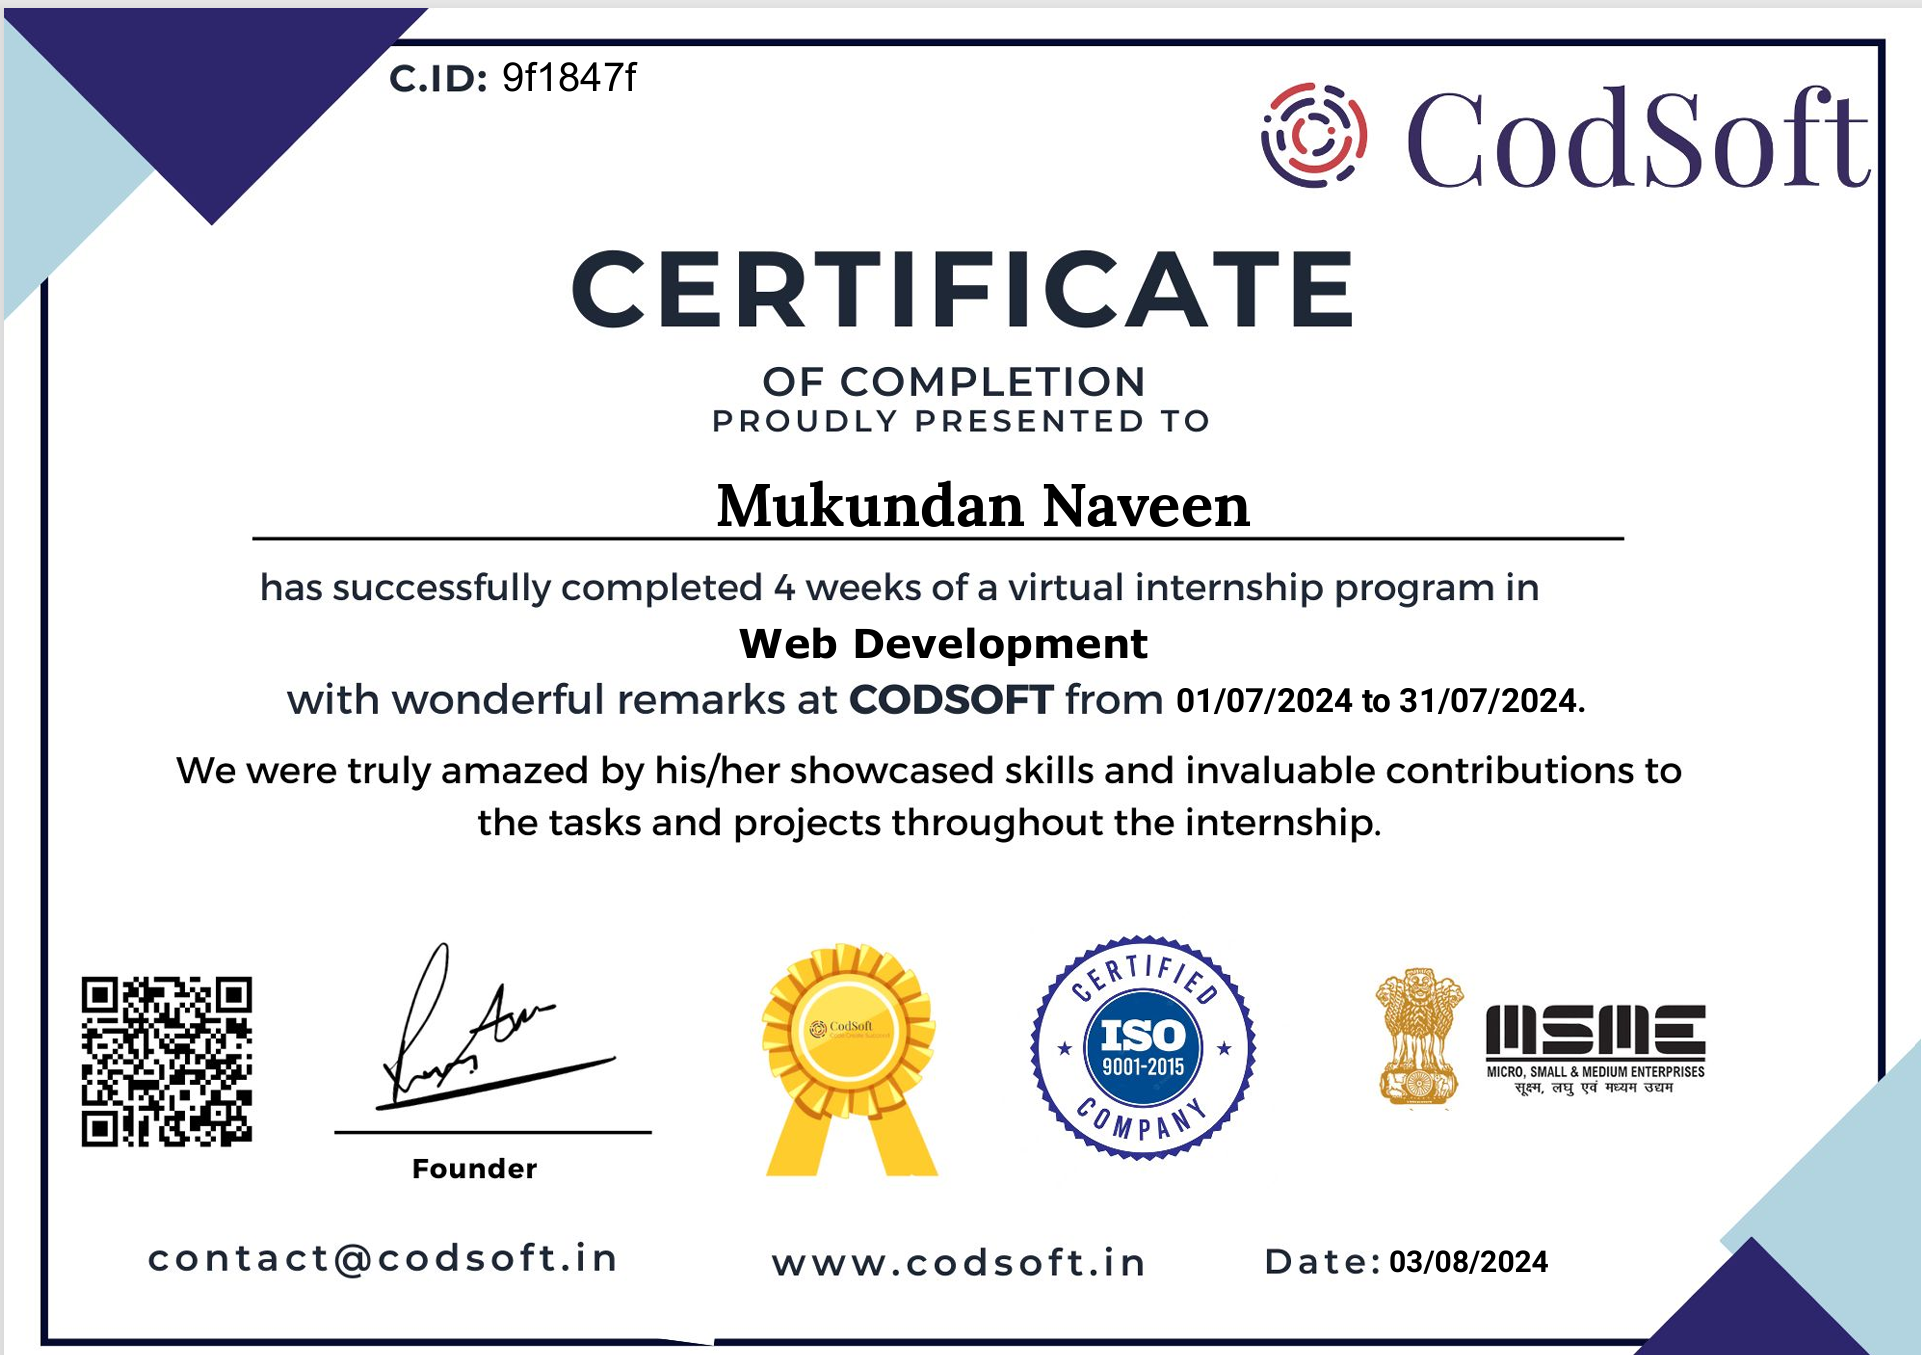 C.ID: 9f1847f
CodSoft
CERTIFICATE
OF COMPLETION
PROUDLY PRESENTED TO
Mukundan Naveen
has successfully completed 4 weeks of a virtual internship program in
Web Development
with wonderful remarks at CODSOFT from 01/07/2024 to 31/07/2024.
We were truly amazed by his/her showcased skills and invaluable contributions to
the tasks and projects throughout the internship.
Founder
CodSoft
CERTIFIED
ISO
9001-2015
COMPANY
MSME
MICRO, SMALL & MEDIUM ENTERPRISES
सूक्ष्म, लघु एवं मध्यम उद्यम
contact@codsoft.in
www.codsoft.in
Date: 03/08/2024